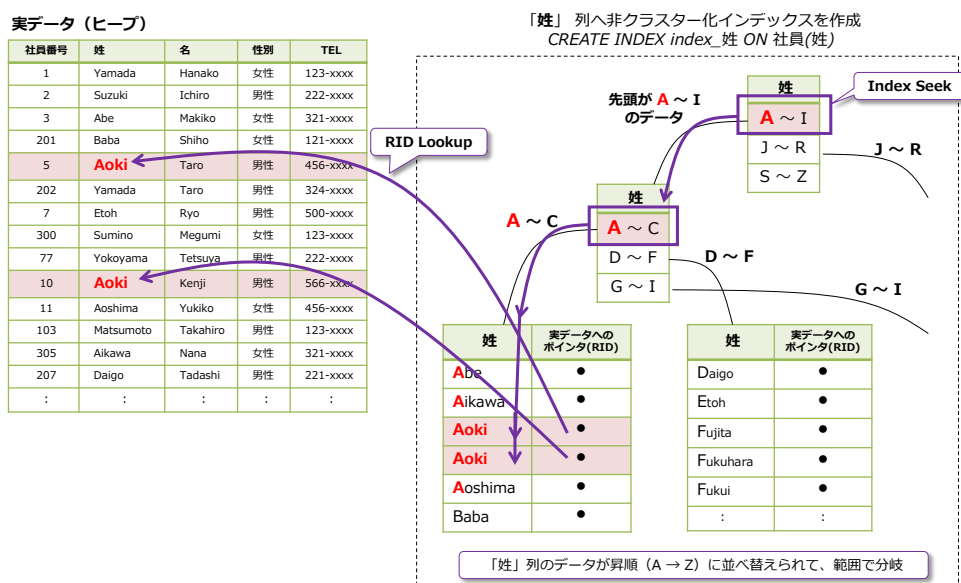 実データ（ヒープ）
社員番号 姓 名 性別 TEL
1 Yamada Hanako 女性 123-xxxx
2 Suzuki Ichiro 男性 222-xxxx
3 Abe Makiko 女性 321-xxxx
201 Baba Shiho 女性 121-xxxx
5 Aoki Taro 男性 456-xxxx
202 Yamada Taro 男性 324-xxxx
7 Etoh Ryo 男性 500-xxxx
300 Sumino Megumi 女性 123-xxxx
77 Yokoyama Tetsuya 男性 222-xxxx
10 Aoki Kenji 男性 566-xxxx
11 Aoshima Yukiko 女性 456-xxxx
103 Matsumoto Takahiro 男性 123-xxxx
305 Aikawa Nana 女性 321-xxxx
207 Daigo Tadashi 男性 221-xxxx
: : : : :
RID Lookup
「姓」 列へ非クラスター化インデックスを作成
CREATE INDEX index_姓 ON 社員(姓)
Index Seek
先頭が A ～ I
のデータ
姓
A ～ I
J ～ R
S ～ Z
J ～ R
A ～ C
姓
A ～ C
D ～ F
G ～ I
D ～ F
G ～ I
姓 実データへの
ポインタ(RID)
Abe ●
Aikawa ●
Aoki ●
Aoki ●
Aoshima ●
Baba ●
姓 実データへの
ポインタ(RID)
Daigo ●
Etoh ●
Fujita ●
Fukuhara ●
Fukui ●
: :
「姓」列のデータが昇順（A → Z）に並べ替えられて、範囲で分岐